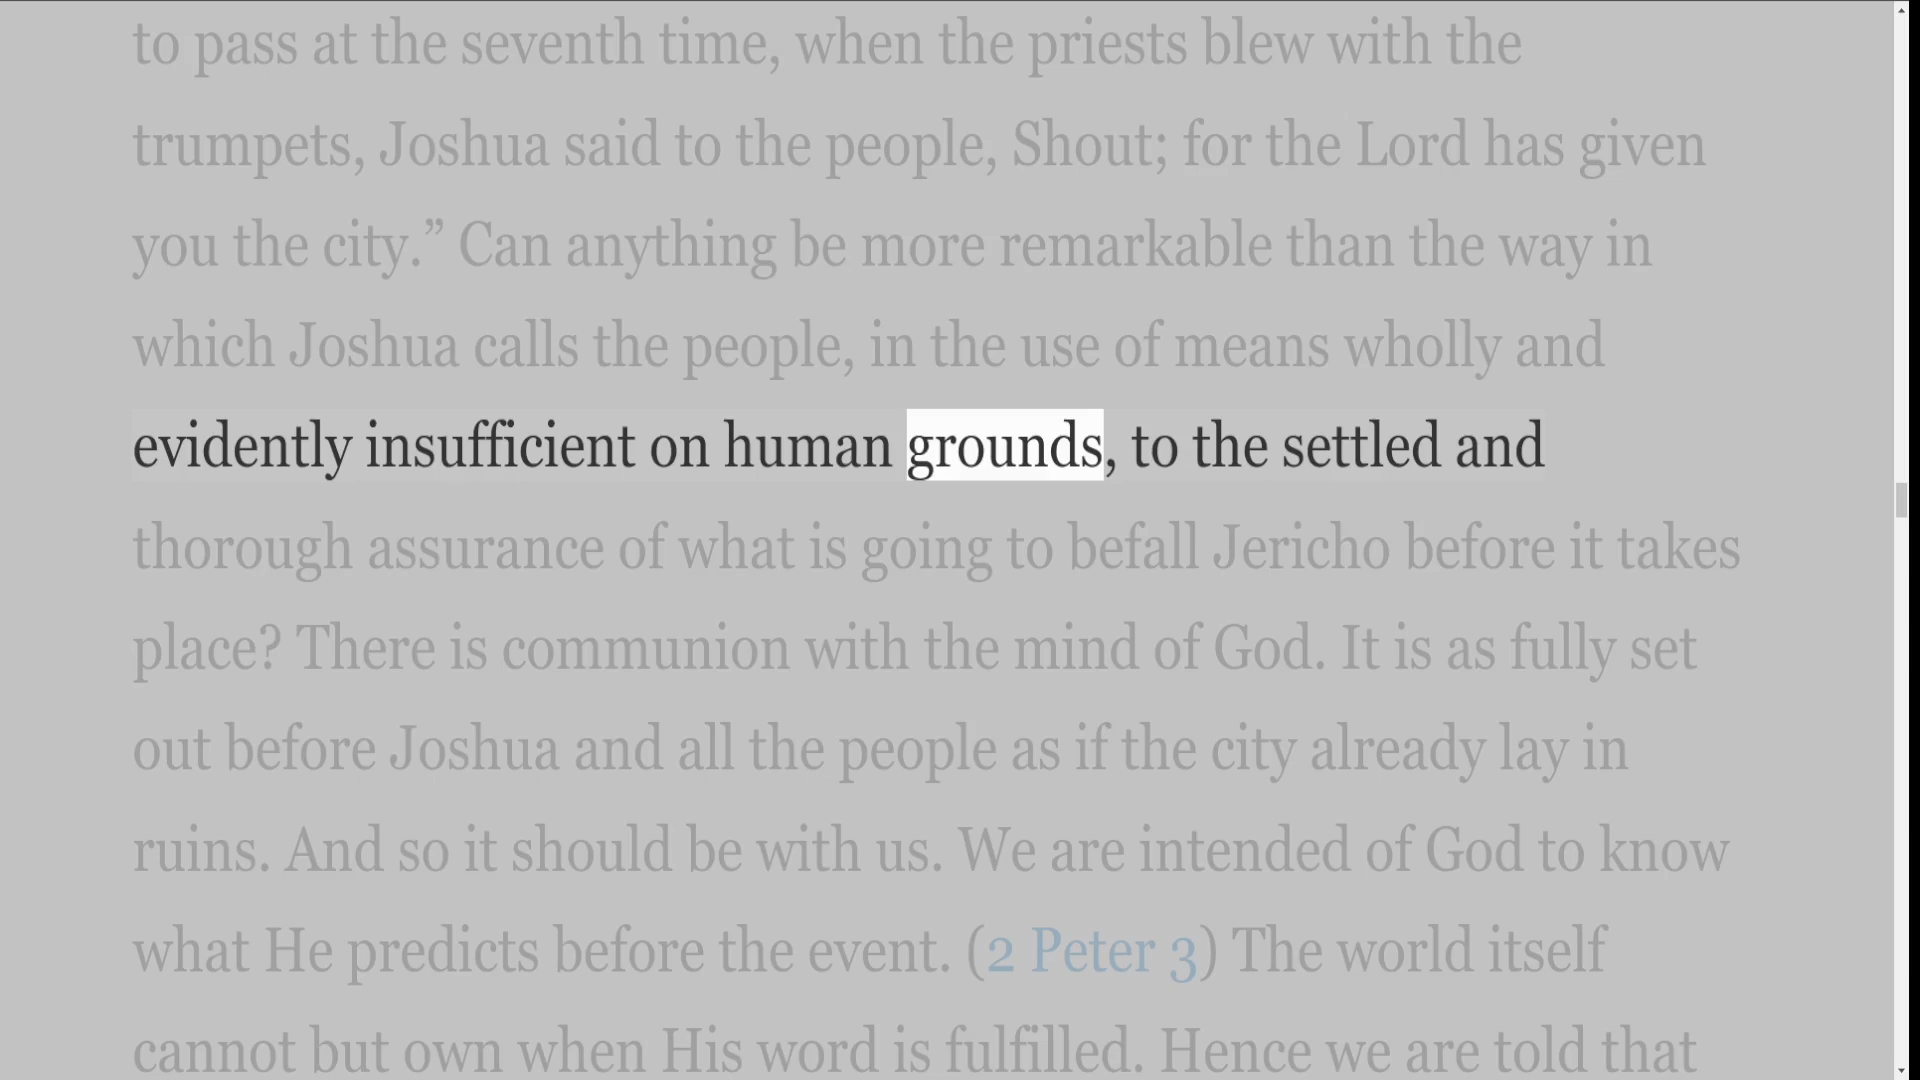 to pass at the seventh time, when the priests blew with the
trumpets, Joshua said to the people, Shout; for the Lord has given
you the city.” Can anything be more remarkable than the way in
which Joshua calls the people, in the use of means wholly and
evidently insufficient on human grounds, to the settled and
thorough assurance of what is going to befall Jericho before it takes
place? There is communion with the mind of God. It is as fully set
out before Joshua and all the people as if the city already lay in
ruins. And so it should be with us. We are intended of God to know
what He predicts before the event. (2 Peter 3) The world itself
cannot but own when His word is fulfilled. Hence we are told that